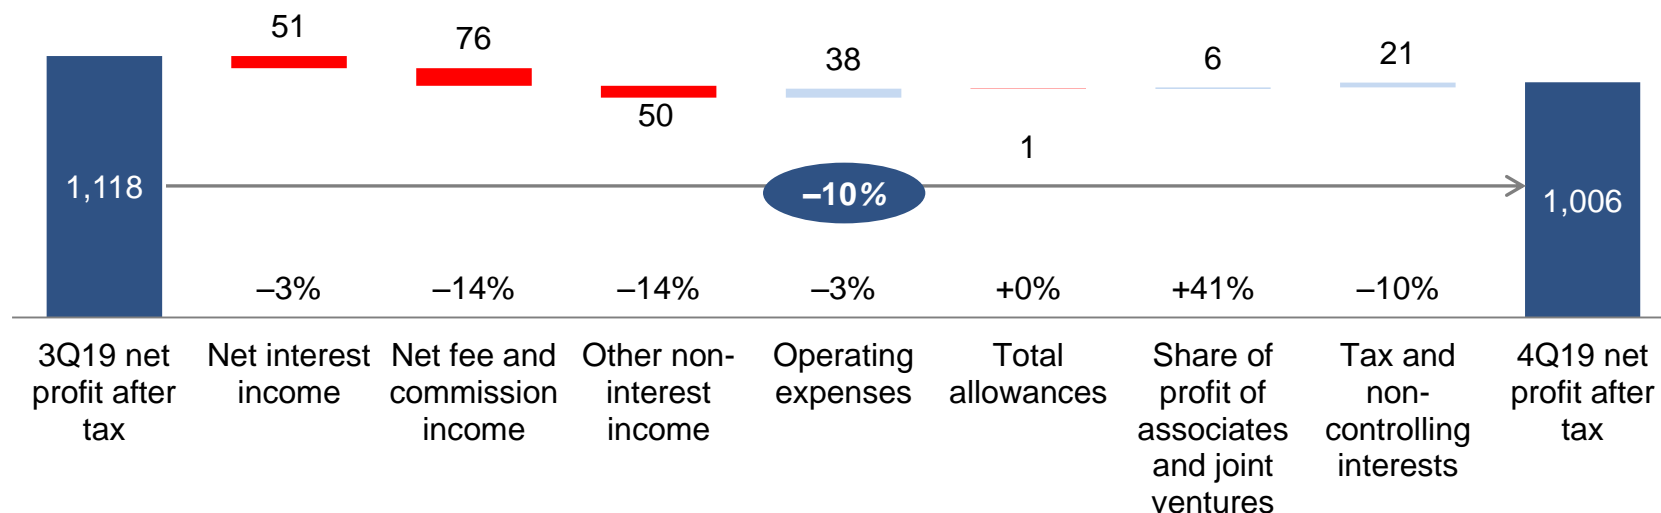 51
76
50
38
1
6
21
1,118
–10%
1,006
–3%
–14%
–14%
–3%
+0%
+41%
–10%
3Q19 net
profit after
tax
Net interest
income
Net fee and
commission
income
Other non-
interest
income
Operating
expenses
Total
allowances
Share of
profit of
associates
and joint
ventures
Tax and
non-
controlling
interests
4Q19 net
profit after
tax